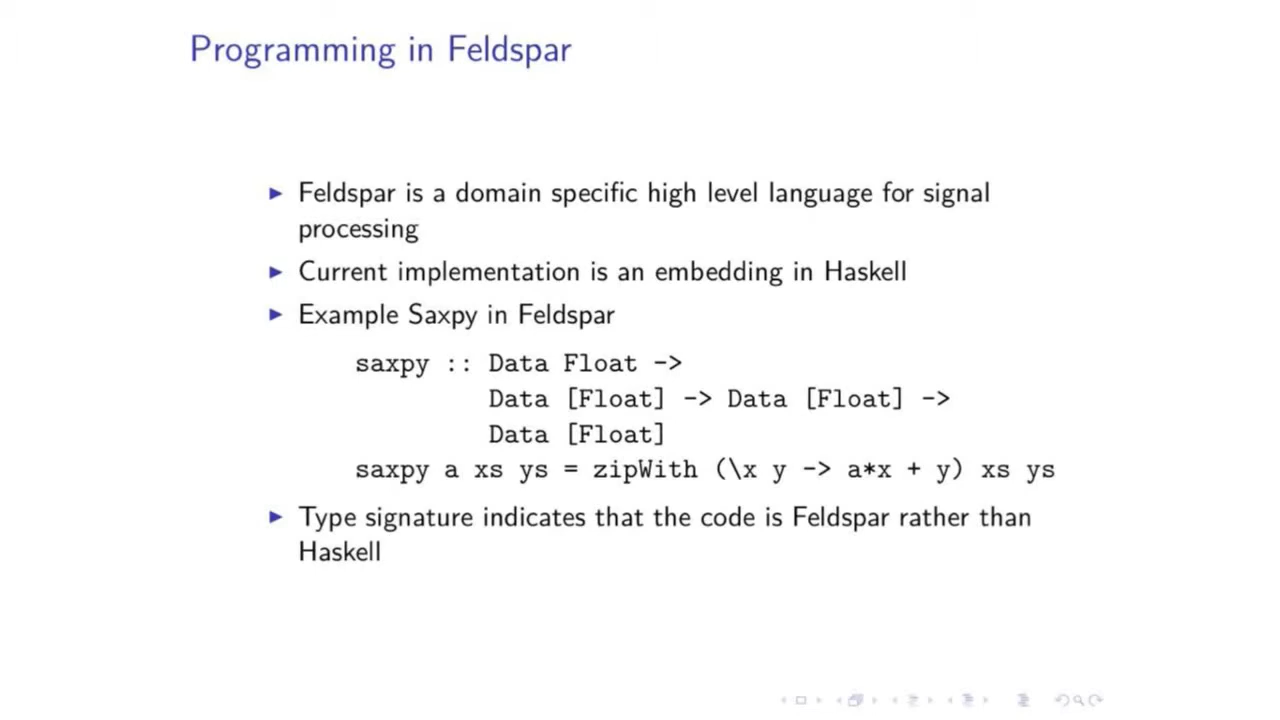 Programming in Feldspar
Feldspar is a domain specific high level language for signal
processing
Current implementation is an embedding in Haskell
Example Saxpy in Feldspar
saxpy :: Data Float ->
Data [Float] -> Data [Float] ->
Data [Float]
saxpy a xs ys = zipWith (\x y -> a*x + y) xs ys
Type signature indicates that the code is Feldspar rather than
Haskell